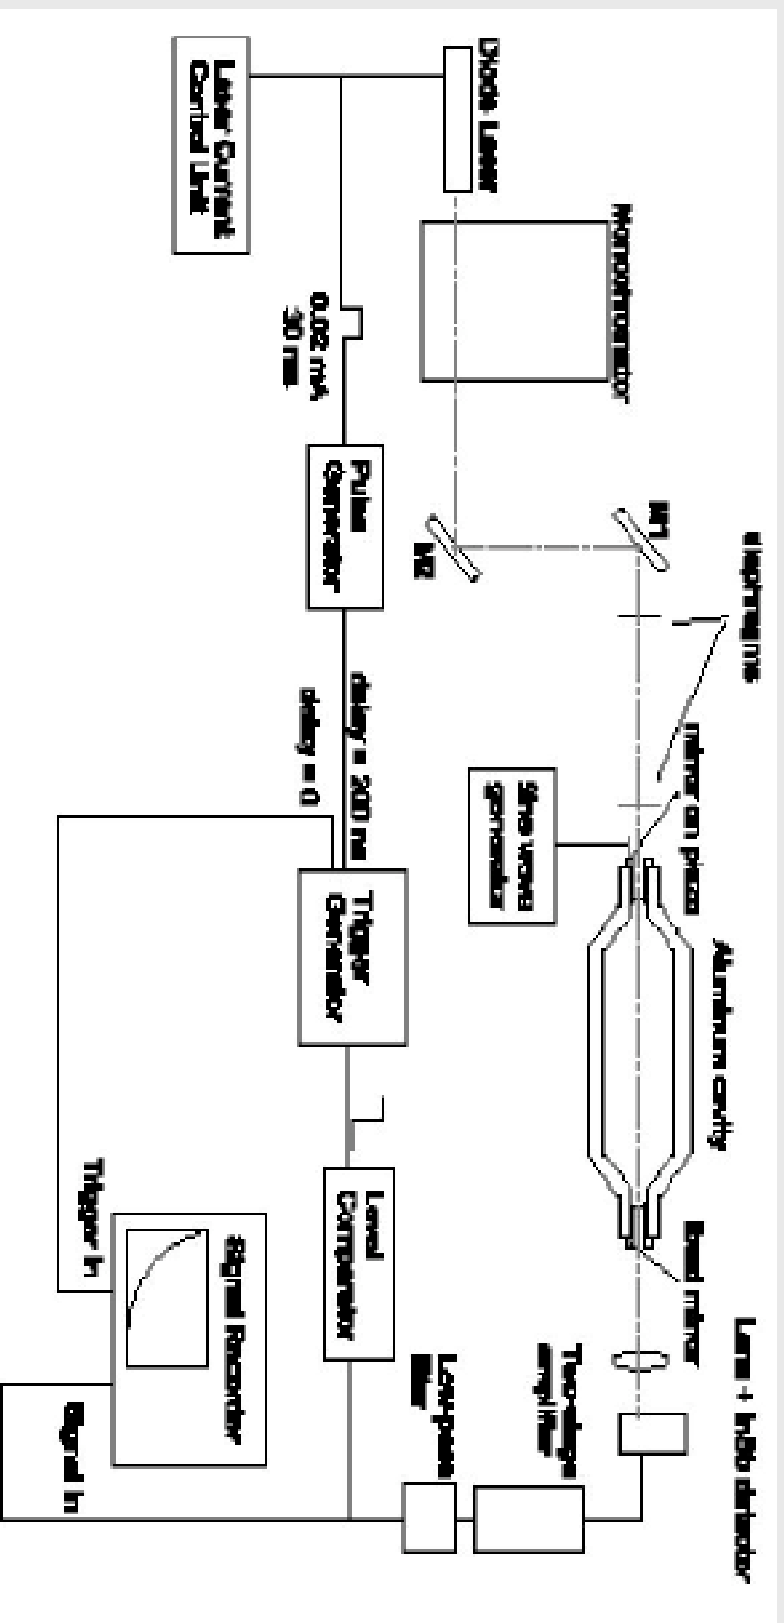 Lens + InSb detector
diaphragms
Aluminum cavity
mirror on piezo
fixed mirror
M1
Monochromator
Two-stage
amplifier
Diode Laser
Sine wave
generator
M2
Low-pass
filter
Pulse
Generator
delay = 200 ns
Trigger
Generator
Level
Comparator
0.02 mA
30 ns
delay = 0
Laser Current
Control Unit
Signal Recorder
Trigger In
Signal In